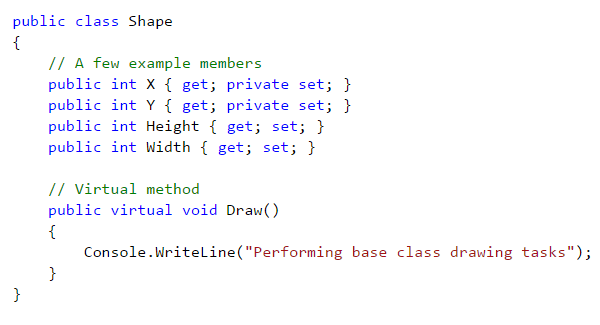 public class Shape
{
    // A few example members
    public int X { get; private set; }
    public int Y { get; private set; }
    public int Height { get; set; }
    public int Width { get; set; }

    // Virtual method
    public virtual void Draw()
    {
        Console.WriteLine("Performing base class drawing tasks");
    }
}